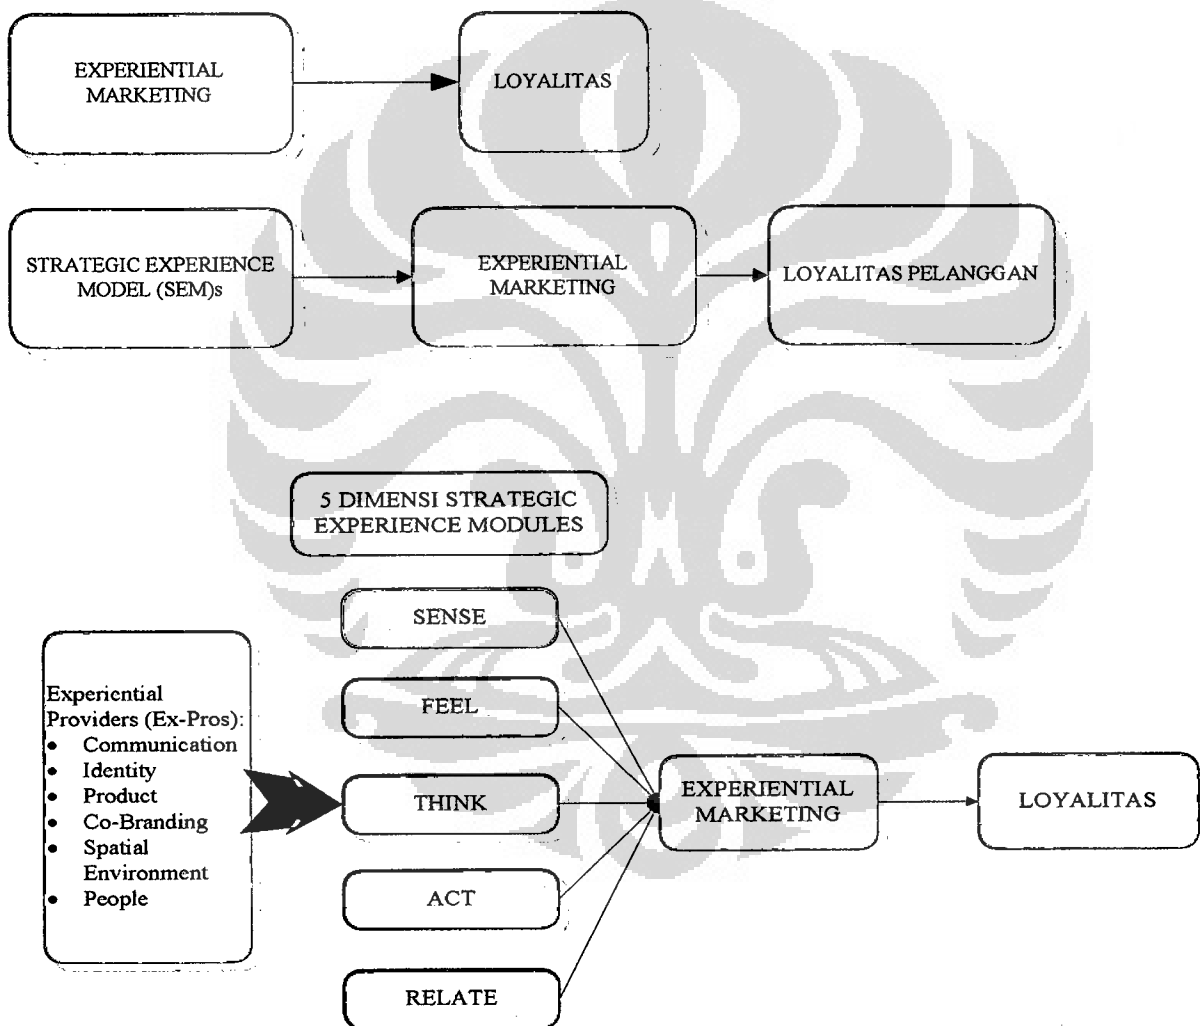 EXPERIENTIAL
MARKETING
LOYALITAS
STRATEGIC EXPERIENCE
MODEL (SEM)s
EXPERIENTIAL
MARKETING
LOYALITAS PELANGGAN
5 DIMENSI STRATEGIC
EXPERIENCE MODULES
SENSE
FEEL
THINK
ACT
RELATE
Experiential
Providers (Ex-Pros):
• Communication
• Identity
• Product
• Co-Branding
• Spatial
Environment
• People
EXPERIENTIAL
MARKETING
LOYALITAS